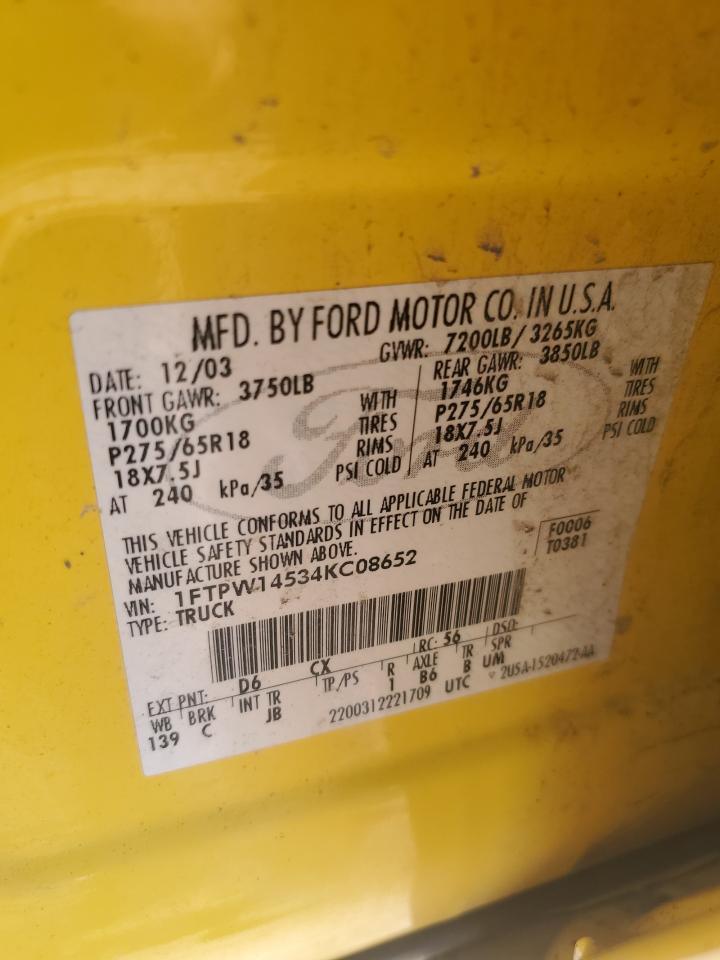 MFD. BY FORD MOTOR CO. IN U.S.A.
DATE: 12/03 GVWR: 7200LB / 3265KG
FRONT GAWR: 3750LB REAR GAWR: 3850LB
1700KG WITH 1746KG WITH
P275/65R18 TIRES P275/65R18 TIRES
18X7.5J RIMS 18X7.5J RIMS
AT 240 kPa/35 PSI COLD AT 240 kPa/35 PSI COLD
THIS VEHICLE CONFORMS TO ALL APPLICABLE FEDERAL MOTOR
VEHICLE SAFETY STANDARDS IN EFFECT ON THE DATE OF
MANUFACTURE SHOWN ABOVE.
F0006
T0381
VIN: 1FTPW14534KC08652
TYPE: TRUCK
Ford
EXT PNT: D6 CX RC: 56 DSO:
WB BRK INT TR TP/PS R AXLE TR SPR
139 C JB 1 B6 B UM
2200312221709 UTC 2U5A-1520472-AA